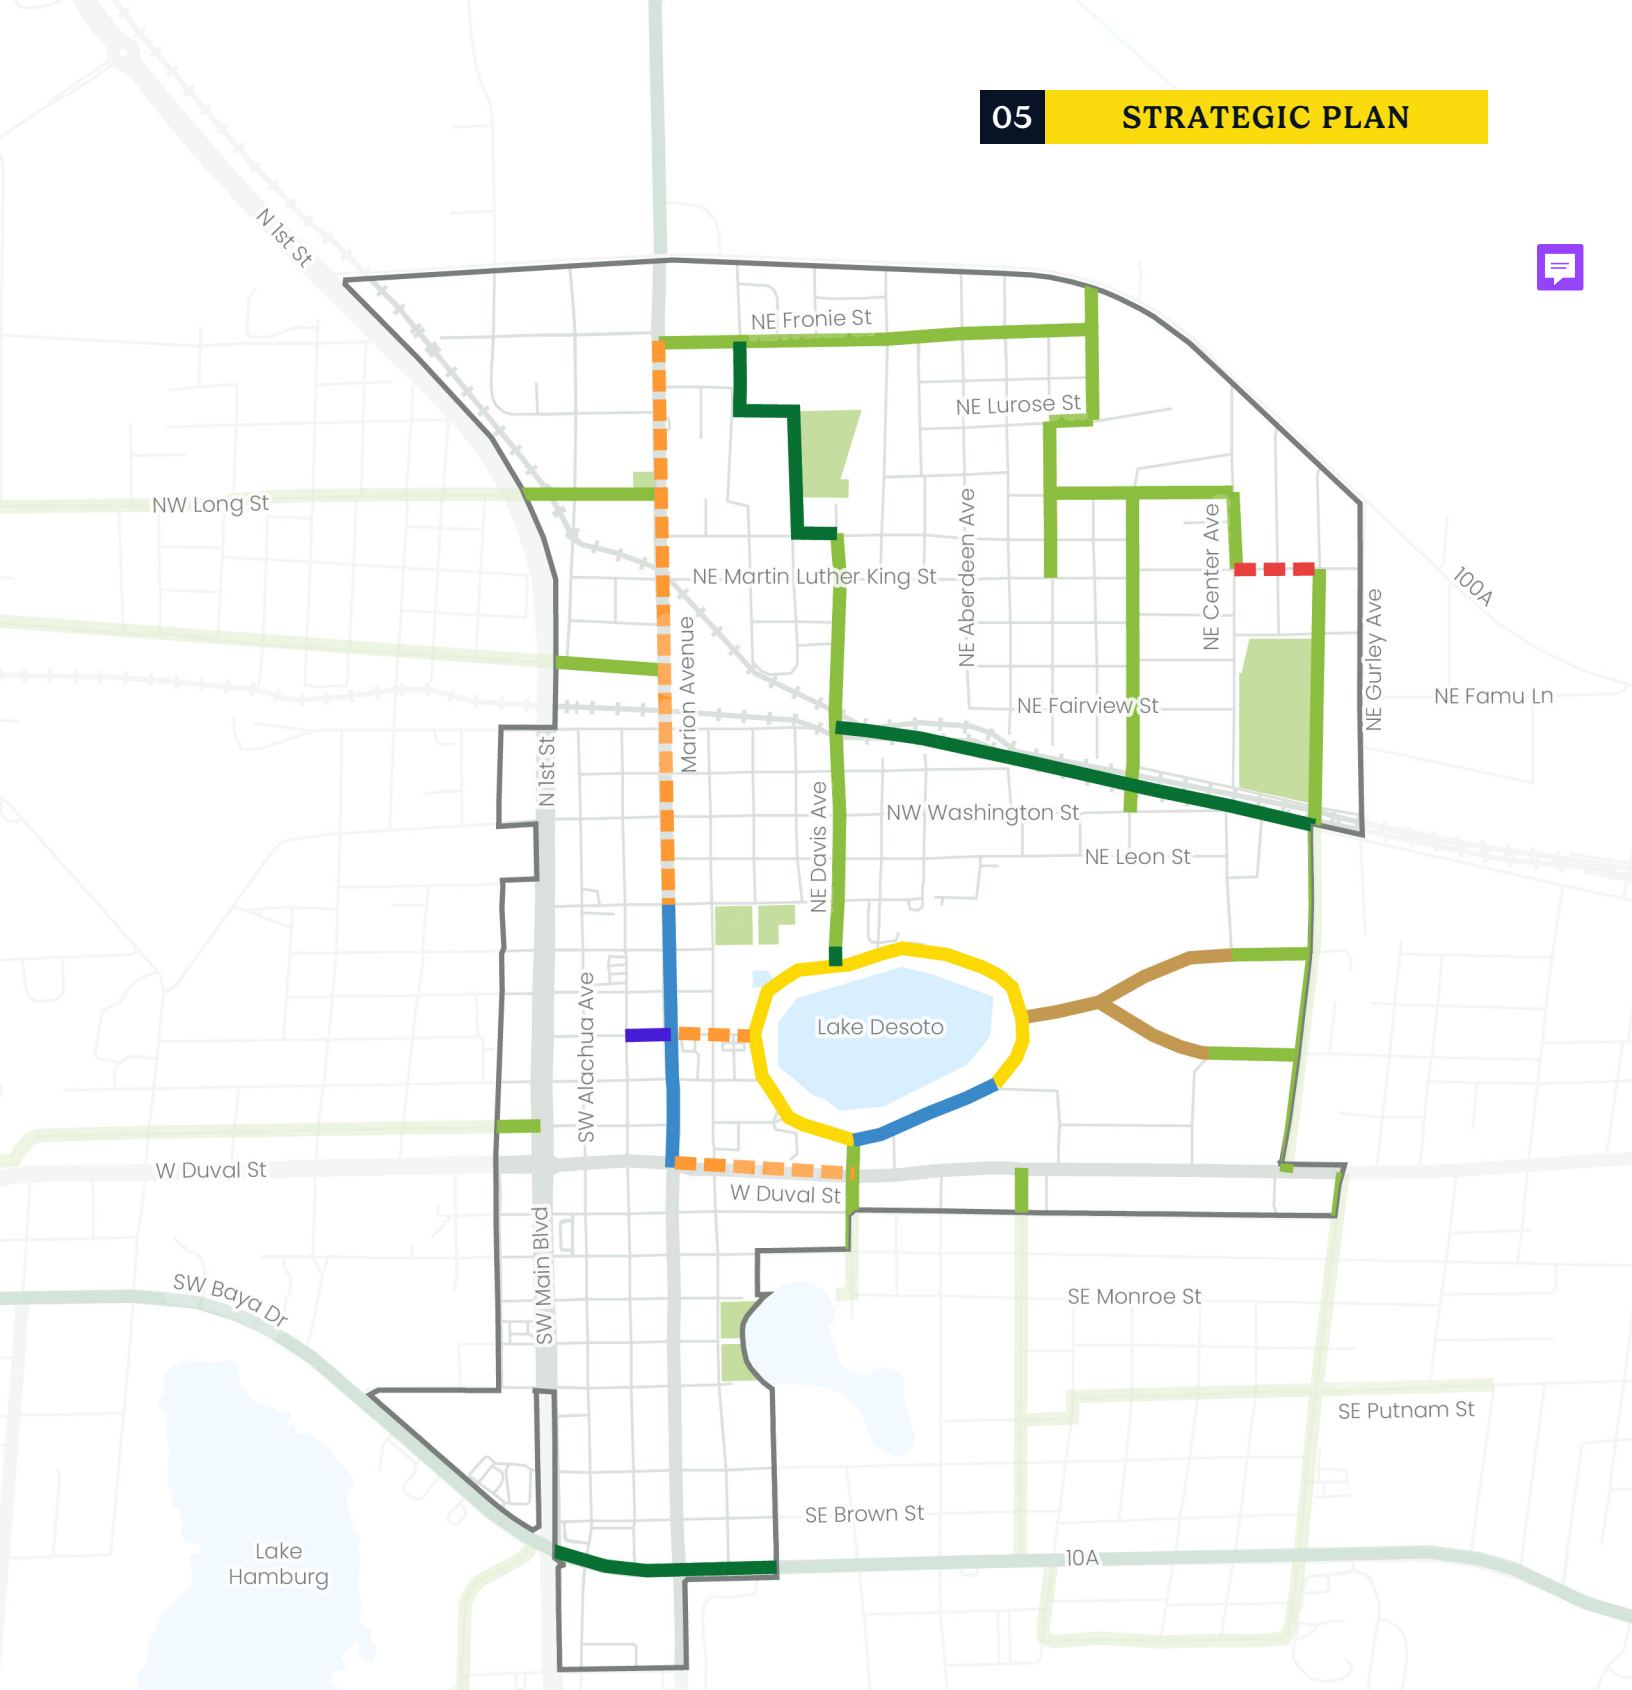 05 STRATEGIC PLAN
N 1st St
NE Fronie St
NE Lurose St
NW Long St
NE Aberdeen Ave
NE Center Ave
NE Martin Luther King St
100A
NE Gurley Ave
Marion Avenue
NE Famu Ln
NE Fairview St
N 1st St
NE Davis Ave
NW Washington St
NE Leon St
SW Alachua Ave
Lake Desoto
W Duval St
W Duval St
SW Main Blvd
SW Baya Dr
SE Monroe St
SE Putnam St
SE Brown St
10A
Lake
Hamburg